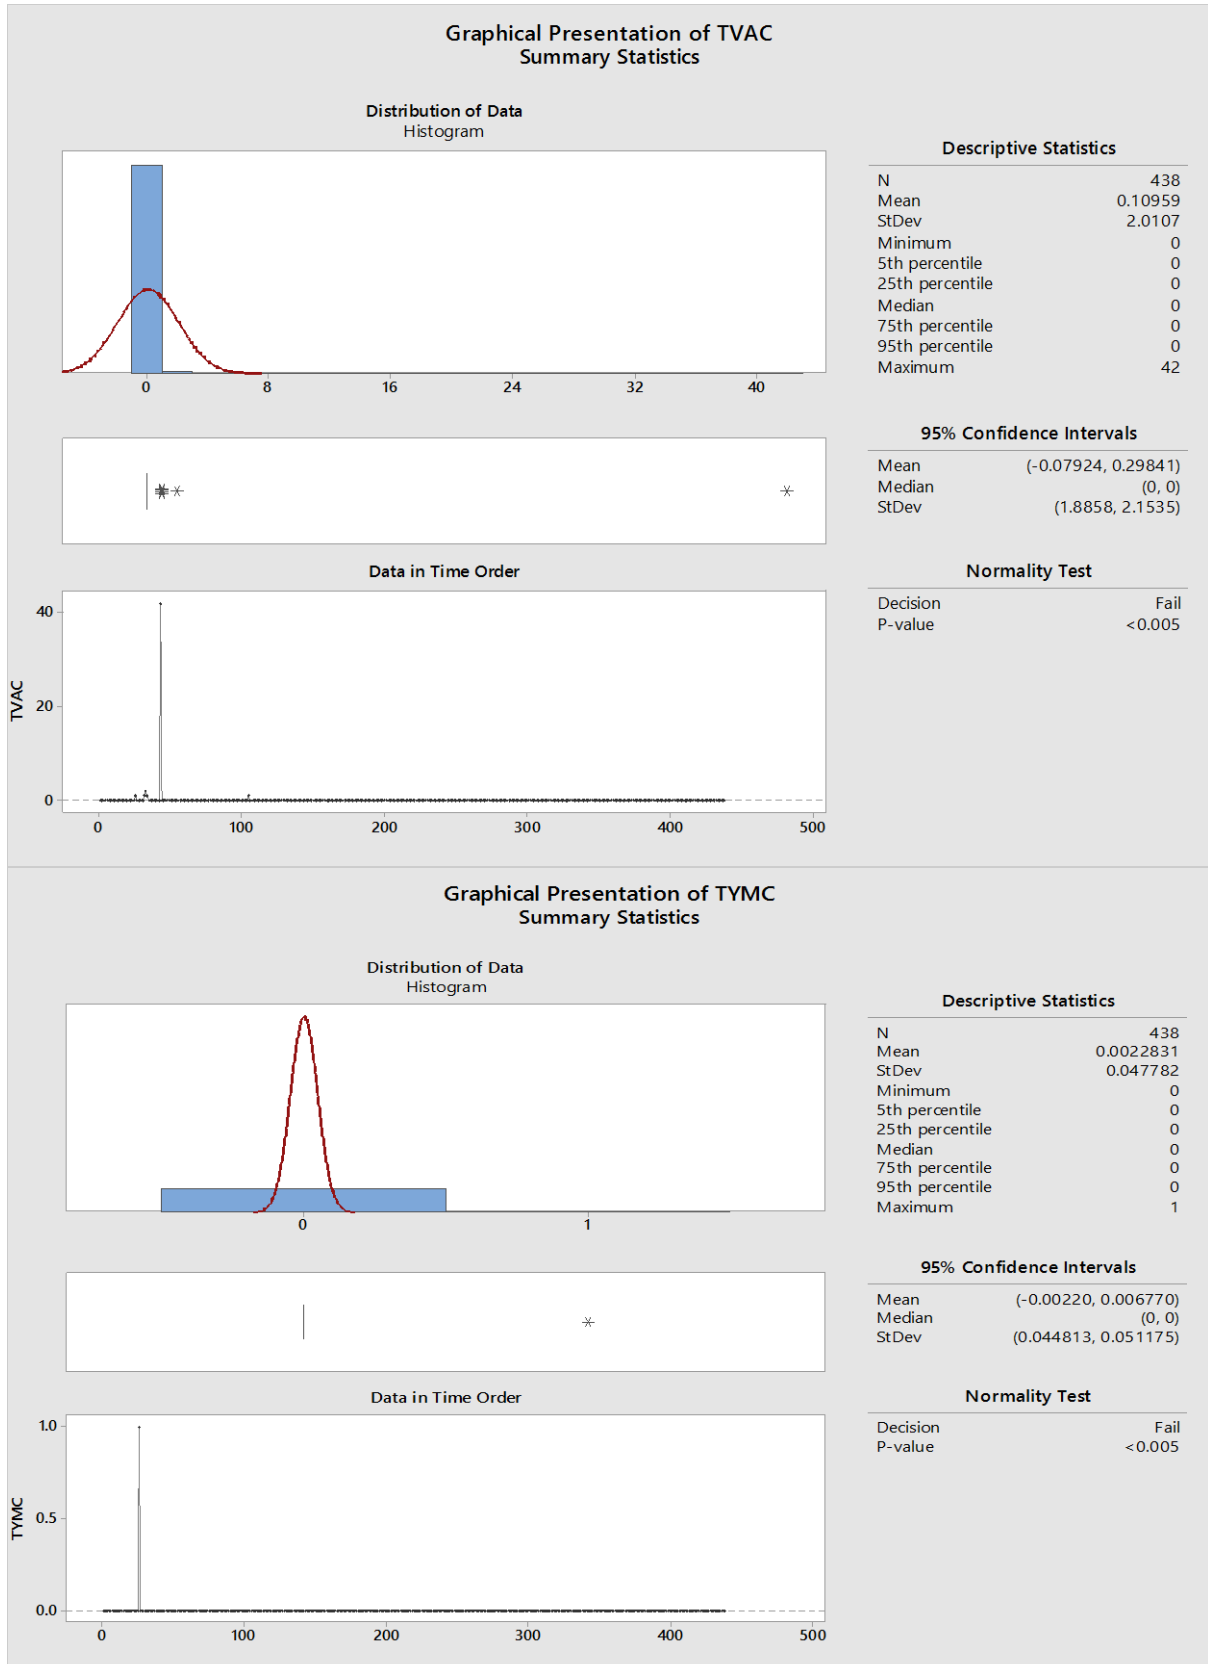 Graphical Presentation of TVAC
Summary Statistics
Distribution of Data
Histogram
0 8 16 24 32 40
Data in Time Order
40
20
0
TVAC
0 100 200 300 400 500
Descriptive Statistics
N 438
Mean 0.10959
StDev 2.0107
Minimum 0
5th percentile 0
25th percentile 0
Median 0
75th percentile 0
95th percentile 0
Maximum 42
95% Confidence Intervals
Mean (-0.07924, 0.29841)
Median (0, 0)
StDev (1.8858, 2.1535)
Normality Test
Decision Fail
P-value <0.005
Graphical Presentation of TYMC
Summary Statistics
Distribution of Data
Histogram
0 1
Data in Time Order
1.0
0.5
0.0
TYMC
0 100 200 300 400 500
Descriptive Statistics
N 438
Mean 0.0022831
StDev 0.047782
Minimum 0
5th percentile 0
25th percentile 0
Median 0
75th percentile 0
95th percentile 0
Maximum 1
95% Confidence Intervals
Mean (-0.00220, 0.006770)
Median (0, 0)
StDev (0.044813, 0.051175)
Normality Test
Decision Fail
P-value <0.005